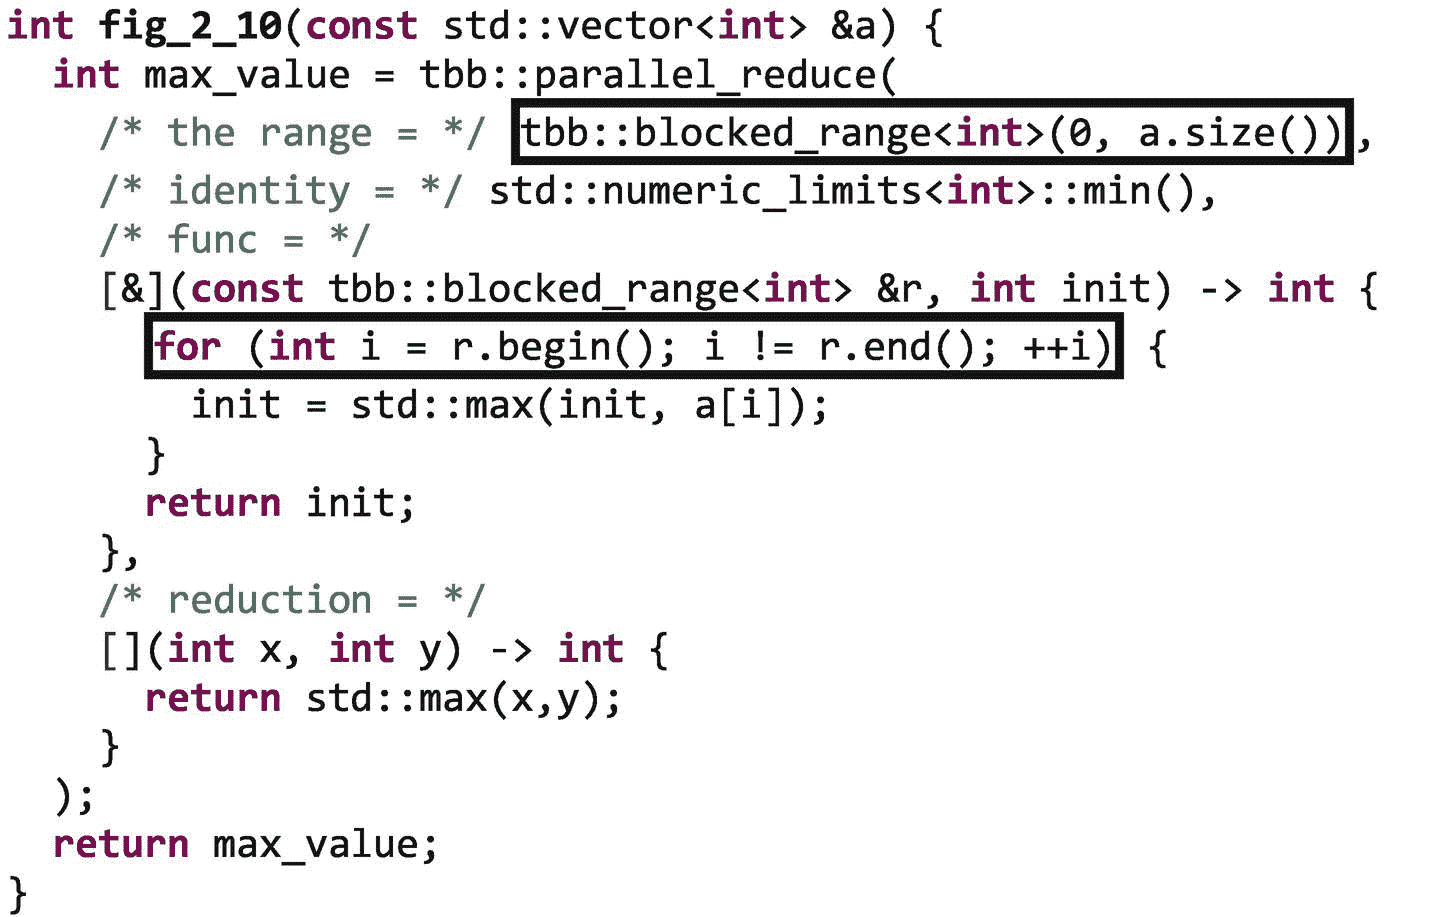 int fig_2_10(const std::vector<int> &a) {
  int max_value = tbb::parallel_reduce(
    /* the range = */ tbb::blocked_range<int>(0, a.size()),
    /* identity = */ std::numeric_limits<int>::min(),
    /* func = */
    [&](const tbb::blocked_range<int> &r, int init) -> int {
      for (int i = r.begin(); i != r.end(); ++i) {
        init = std::max(init, a[i]);
      }
      return init;
    },
    /* reduction = */
    [](int x, int y) -> int {
      return std::max(x,y);
    }
  );
  return max_value;
}